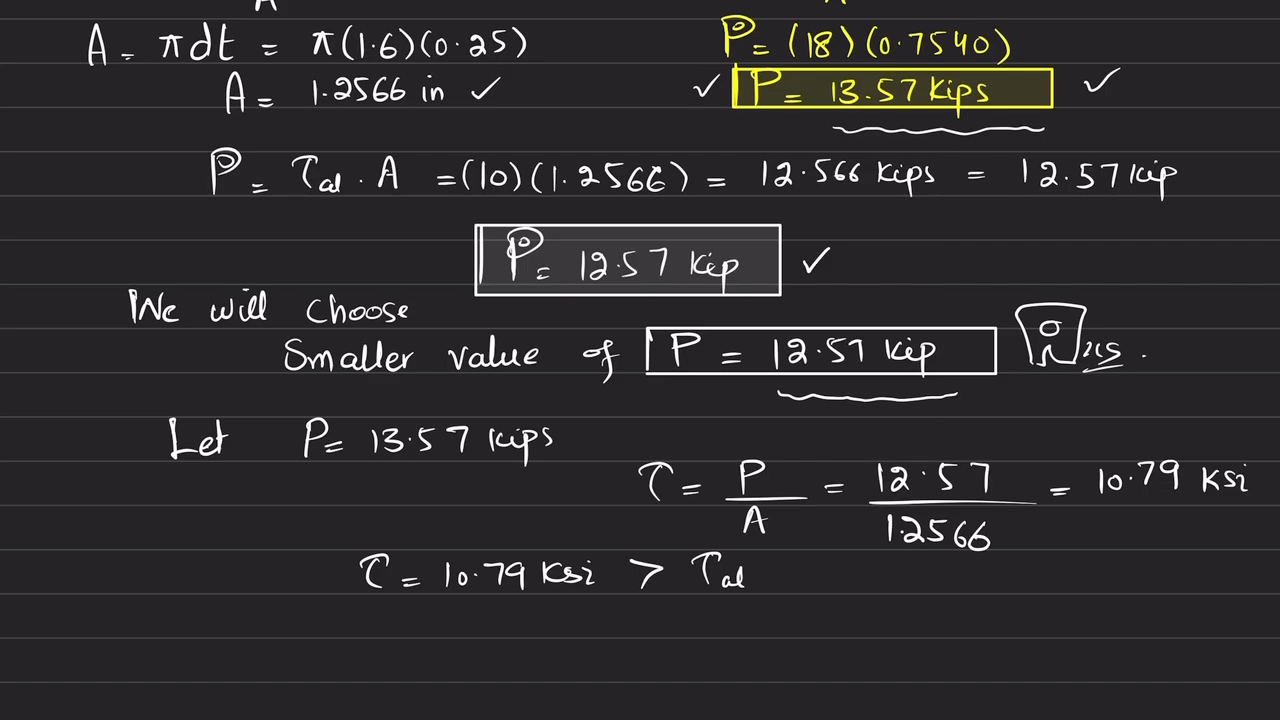 A = πdt = π(1.6)(0.25)
A = 1.2566 in ✓
P = (18)(0.7540)
✓ P = 13.57 Kips ✓
P = τal . A = (10)(1.2566) = 12.566 Kips = 12.57 kip
P = 12.57 Kip ✓
We will choose
Smaller value of P = 12.57 Kip
Let P = 13.57 kips
τ = P/A = 12.57/1.2566 = 10.79 Ksi
τ = 10.79 Ksi > τal